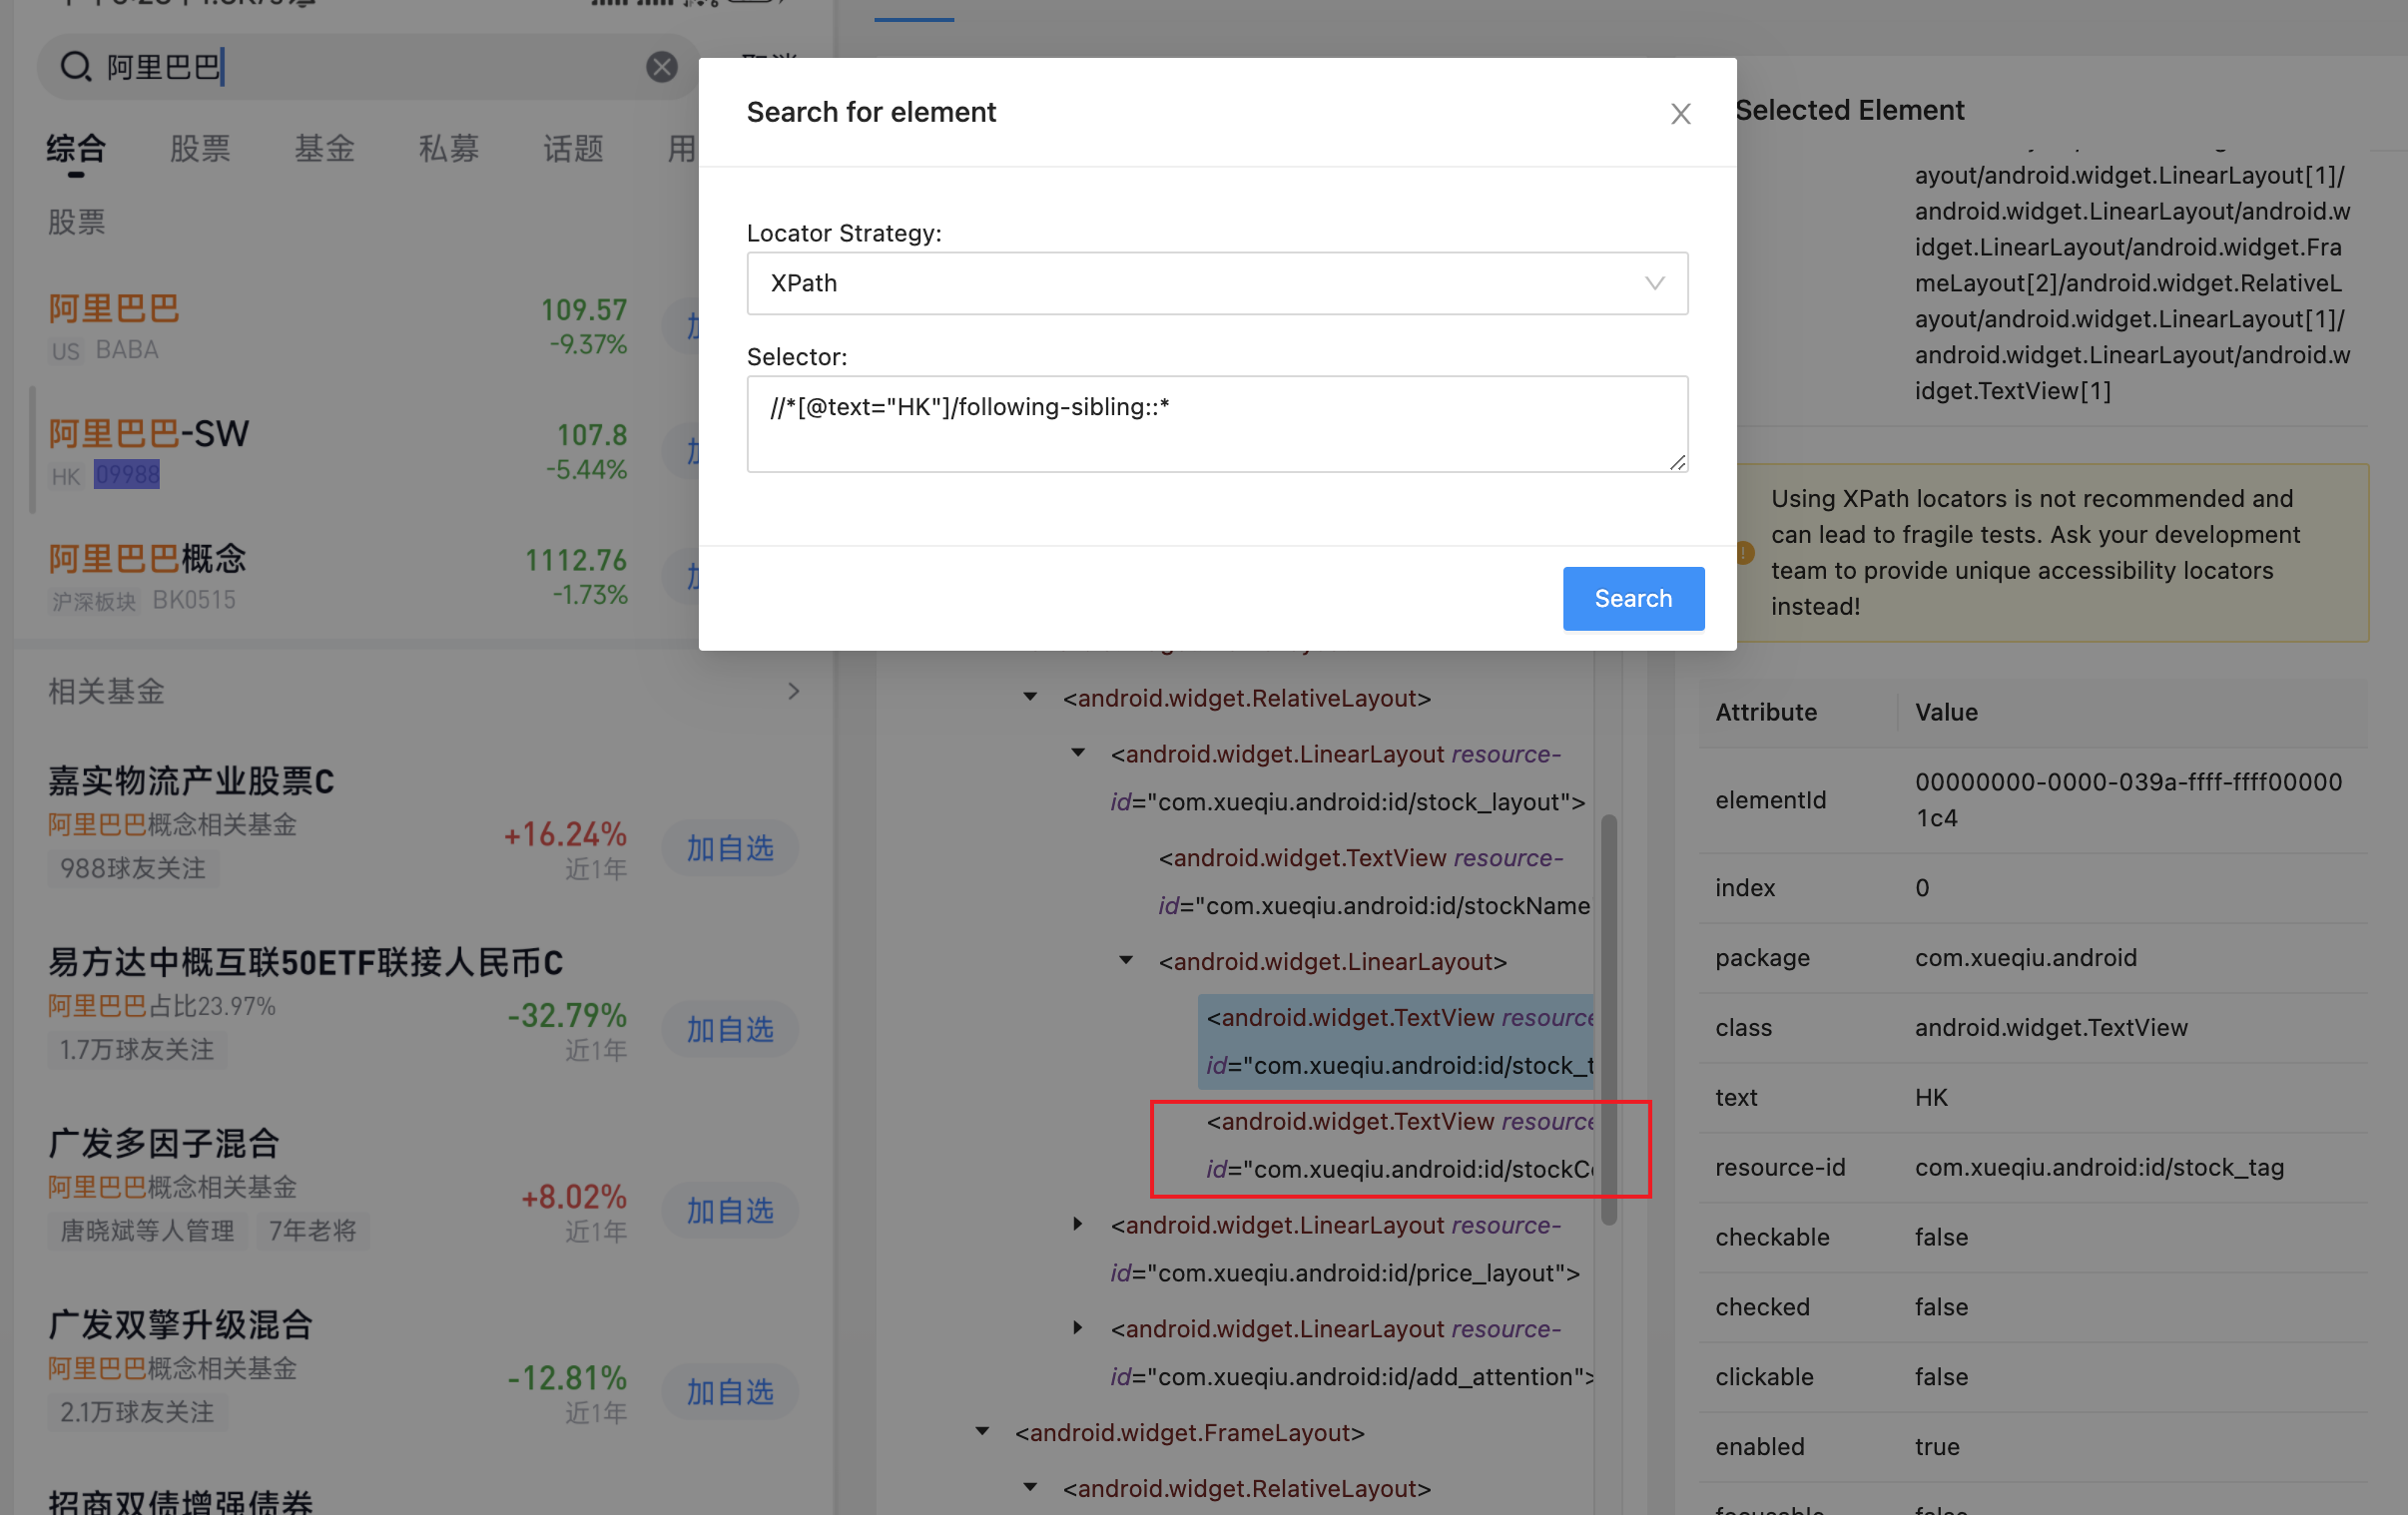 阿里巴巴
综合 股票 基金 私募 话题 用
股票
阿里巴巴
109.57
US BABA
-9.37%
阿里巴巴-SW
107.8
HK 09988
-5.44%
阿里巴巴概念
1112.76
沪深板块 BK0515
-1.73%
相关基金
嘉实物流产业股票C
阿里巴巴概念相关基金
988球友关注
+16.24%
近1年
加自选
易方达中概互联50ETF联接人民币C
阿里巴巴占比23.97%
1.7万球友关注
-32.79%
近1年
加自选
广发多因子混合
阿里巴巴概念相关基金
唐晓斌等人管理 7年老将
+8.02%
近1年
加自选
广发双擎升级混合
阿里巴巴概念相关基金
2.1万球友关注
-12.81%
近1年
加自选
招商双债增强债券
Search for element
Locator Strategy:
XPath
Selector:
//*[@text="HK"]/following-sibling::*
Search
<android.widget.RelativeLayout>
<android.widget.LinearLayout resource-
id="com.xueqiu.android:id/stock_layout">
<android.widget.TextView resource-
id="com.xueqiu.android:id/stockName
<android.widget.LinearLayout>
<android.widget.TextView resource
id="com.xueqiu.android:id/stock_t
<android.widget.TextView resource
id="com.xueqiu.android:id/stockC
<android.widget.LinearLayout resource-
id="com.xueqiu.android:id/price_layout">
<android.widget.LinearLayout resource-
id="com.xueqiu.android:id/add_attention">
<android.widget.FrameLayout>
<android.widget.RelativeLayout>
Selected Element
ayout/android.widget.LinearLayout[1]/
android.widget.LinearLayout/android.w
idget.LinearLayout/android.widget.Fra
meLayout[2]/android.widget.RelativeL
ayout/android.widget.LinearLayout[1]/
android.widget.LinearLayout/android.w
idget.TextView[1]
Using XPath locators is not recommended and
can lead to fragile tests. Ask your development
team to provide unique accessibility locators
instead!
Attribute Value
elementId 00000000-0000-039a-ffff-ffff00000
1c4
index 0
package com.xueqiu.android
class android.widget.TextView
text HK
resource-id com.xueqiu.android:id/stock_tag
checkable false
checked false
clickable false
enabled true